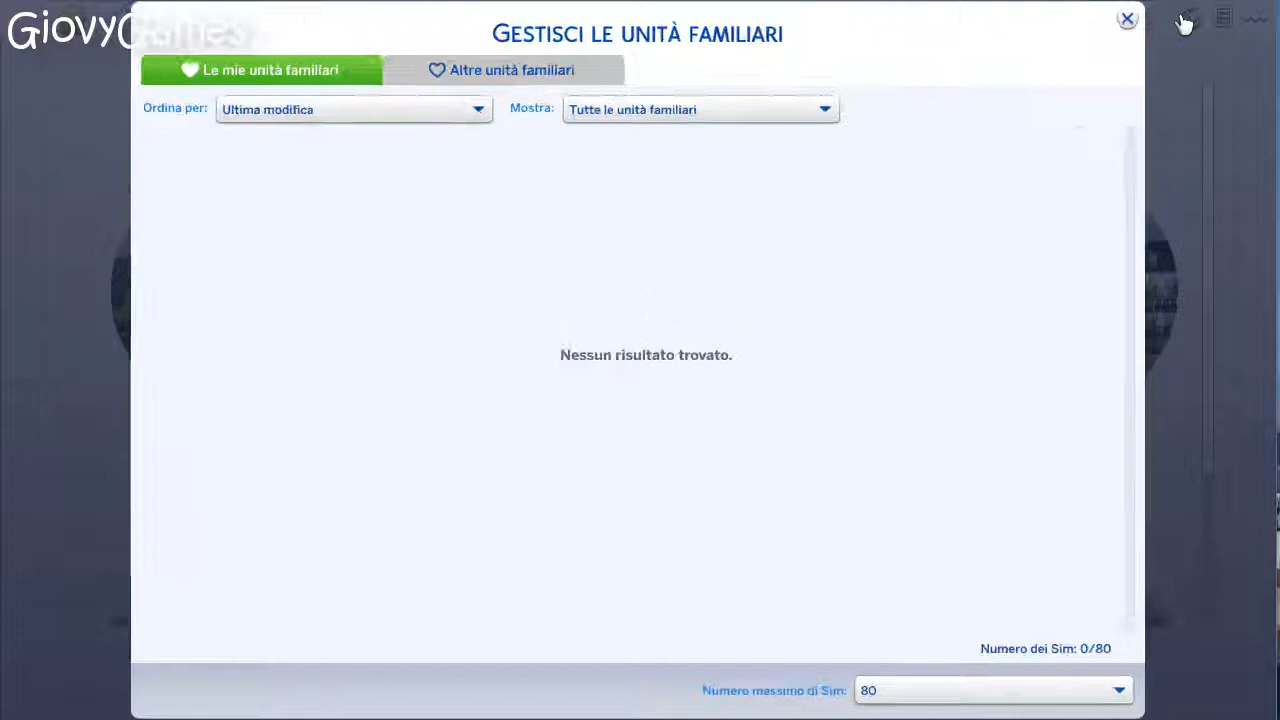 GiovyGames
GESTISCI LE UNITÀ FAMILIARI
Le mie unità familiari
Altre unità familiari
Ordina per: Ultima modifica Mostra: Tutte le unità familiari
Nessun risultato trovato.
Numero dei Sim: 0/80
Numero massimo di Sim: 80